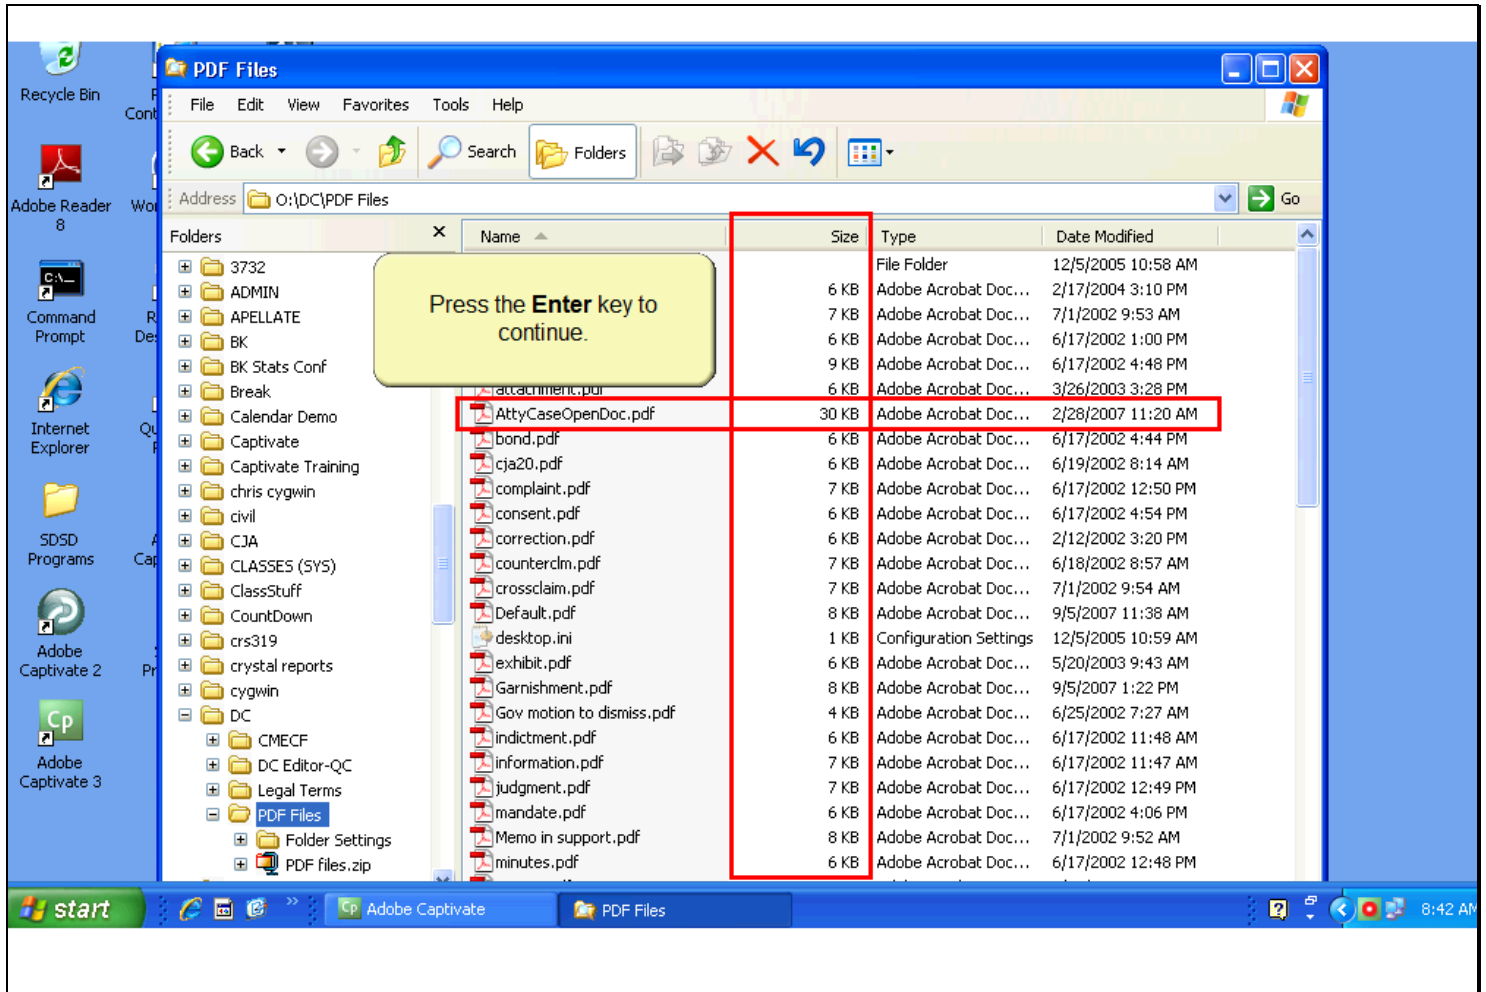 PDF Files
Recycle Bin
Cont
File Edit View Favorites Tools Help
Back Search Folders
Address O:\DC\PDF Files Go
Adobe Reader
8
Folders Name Size Type Date Modified
Press the Enter key to
continue.
3732
ADMIN
APELLATE
BK
BK Stats Conf
Break
Calendar Demo
Captivate
Captivate Training
chris cygwin
civil
CJA
CLASSES (SYS)
ClassStuff
CountDown
crs319
crystal reports
cygwin
DC
CMECF
DC Editor-QC
Legal Terms
PDF Files
Folder Settings
PDF files.zip
File Folder 12/5/2005 10:58 AM
6 KB Adobe Acrobat Doc... 2/17/2004 3:10 PM
7 KB Adobe Acrobat Doc... 7/1/2002 9:53 AM
6 KB Adobe Acrobat Doc... 6/17/2002 1:00 PM
9 KB Adobe Acrobat Doc... 6/17/2002 4:48 PM
attachment.pdf 6 KB Adobe Acrobat Doc... 3/26/2003 3:28 PM
AttyCaseOpenDoc.pdf 30 KB Adobe Acrobat Doc... 2/28/2007 11:20 AM
bond.pdf 6 KB Adobe Acrobat Doc... 6/17/2002 4:44 PM
cja20.pdf 6 KB Adobe Acrobat Doc... 6/19/2002 8:14 AM
complaint.pdf 7 KB Adobe Acrobat Doc... 6/17/2002 12:50 PM
consent.pdf 6 KB Adobe Acrobat Doc... 6/17/2002 4:54 PM
correction.pdf 6 KB Adobe Acrobat Doc... 2/12/2002 3:20 PM
counterclm.pdf 7 KB Adobe Acrobat Doc... 6/18/2002 8:57 AM
crossclaim.pdf 7 KB Adobe Acrobat Doc... 7/1/2002 9:54 AM
Default.pdf 8 KB Adobe Acrobat Doc... 9/5/2007 11:38 AM
desktop.ini 1 KB Configuration Settings 12/5/2005 10:59 AM
exhibit.pdf 6 KB Adobe Acrobat Doc... 5/20/2003 9:43 AM
Garnishment.pdf 8 KB Adobe Acrobat Doc... 9/5/2007 1:22 PM
Gov motion to dismiss.pdf 4 KB Adobe Acrobat Doc... 6/25/2002 7:27 AM
indictment.pdf 6 KB Adobe Acrobat Doc... 6/17/2002 11:48 AM
information.pdf 7 KB Adobe Acrobat Doc... 6/17/2002 11:47 AM
judgment.pdf 7 KB Adobe Acrobat Doc... 6/17/2002 12:49 PM
mandate.pdf 6 KB Adobe Acrobat Doc... 6/17/2002 4:06 PM
Memo in support.pdf 8 KB Adobe Acrobat Doc... 7/1/2002 9:52 AM
minutes.pdf 6 KB Adobe Acrobat Doc... 6/17/2002 12:48 PM
C:\_
Command
Prompt
Internet
Explorer
SDSD
Programs
Adobe
Captivate 2
Cp
Adobe
Captivate 3
start Cp Adobe Captivate PDF Files 8:42 AM